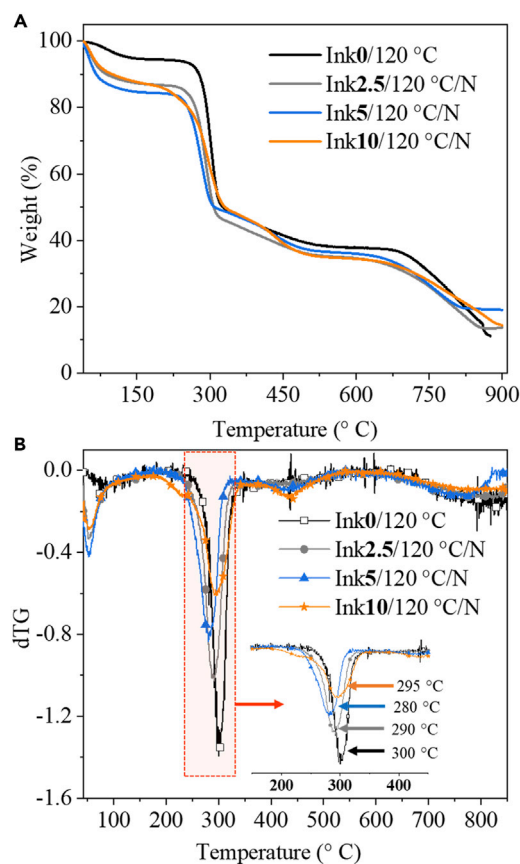 A
100
80
60
40
20
0
Weight (%)
Ink0/120 °C
Ink2.5/120 °C/N
Ink5/120 °C/N
Ink10/120 °C/N
150 300 450 600 750 900
Temperature (° C)
B
0.0
-0.4
-0.8
-1.2
-1.6
dTG
Ink0/120 °C
Ink2.5/120 °C/N
Ink5/120 °C/N
Ink10/120 °C/N
295 °C
280 °C
290 °C
300 °C
200 300 400
100 200 300 400 500 600 700 800
Temperature (° C)